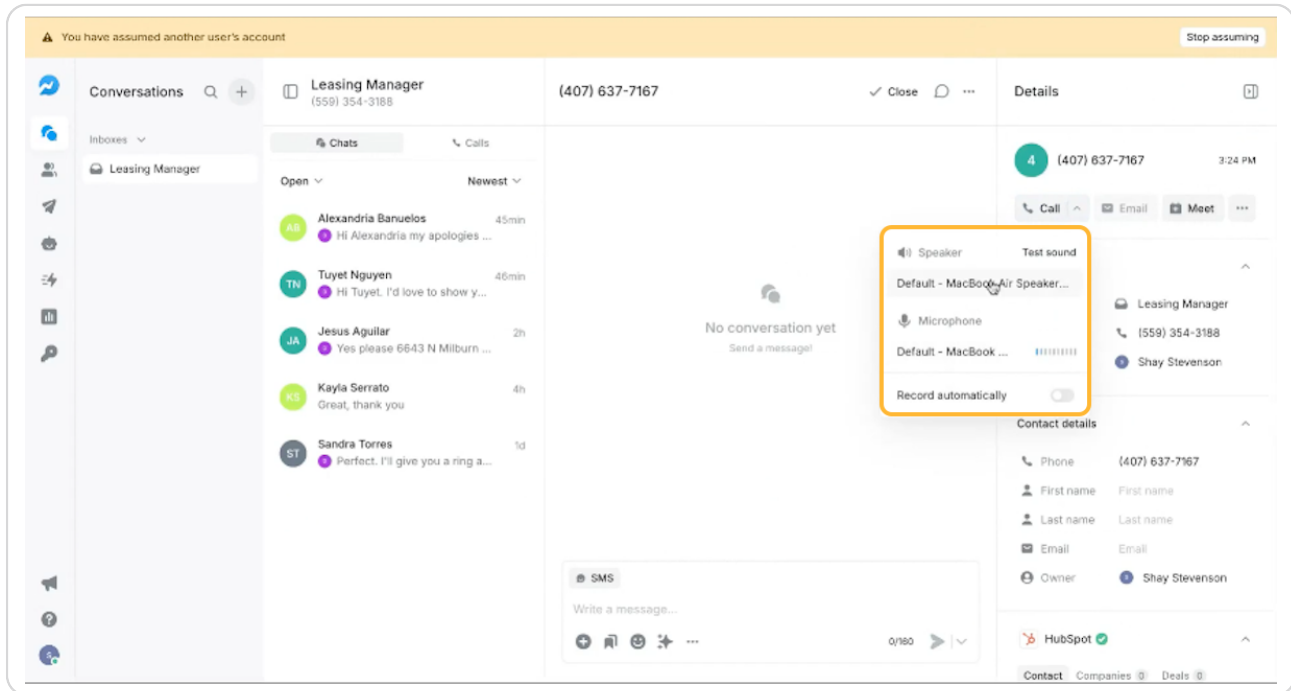 You have assumed another user's account
Stop assuming
Conversations
Inboxes
Leasing Manager
Leasing Manager
(559) 354-3188
Chats
Calls
Open
Newest
AB
Alexandria Banuelos
45min
Hi Alexandria my apologies ...
TN
Tuyet Nguyen
46min
Hi Tuyet. I'd love to show y...
JA
Jesus Aguilar
2h
Yes please 6643 N Milburn ...
KS
Kayla Serrato
4h
Great, thank you
ST
Sandra Torres
1d
Perfect. I'll give you a ring a...
(407) 637-7167
Close
No conversation yet
Send a message!
SMS
Write a message...
0/160
Speaker
Test sound
Default - MacBook Air Speaker...
Microphone
Default - MacBook ...
Record automatically
Details
4
(407) 637-7167
3:24 PM
Call
Email
Meet
Leasing Manager
(559) 354-3188
S
Shay Stevenson
Contact details
Phone
(407) 637-7167
First name
First name
Last name
Last name
Email
Email
Owner
S
Shay Stevenson
HubSpot
Contact
Companies 0
Deals 0